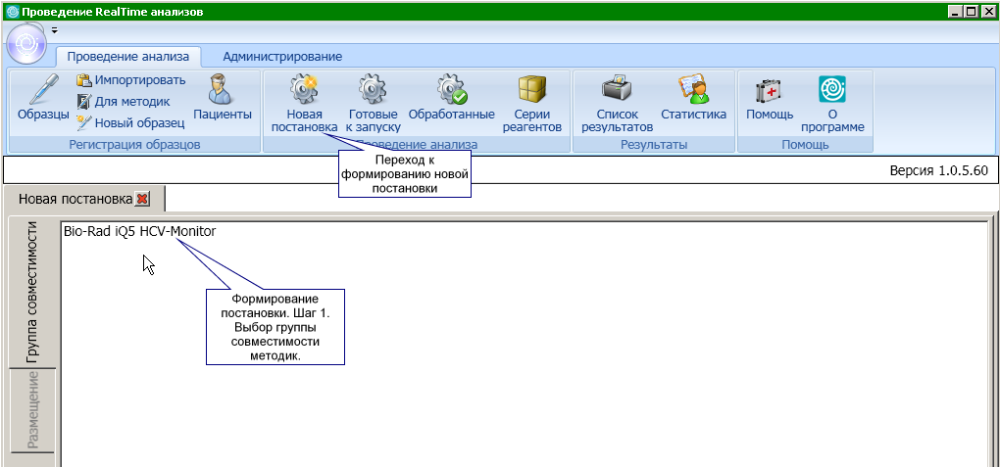 Проведение RealTime анализов
Проведение анализа
Администрирование
Образцы
Импортировать
Для методик
Новый образец
Пациенты
Регистрация образцов
Новая
постановка
Готовые
к запуску
Обработанные
Серии
реагентов
Проведение анализа
Список
результатов
Статистика
Результаты
Помощь
О
программе
Помощь
Переход к
формированию новой
постановки
Версия 1.0.5.60
Новая постановка
Группа совместимости
Размещение
Bio-Rad iQ5 HCV-Monitor
Формирование
постановки. Шаг 1.
Выбор группы
совместимости
методик.